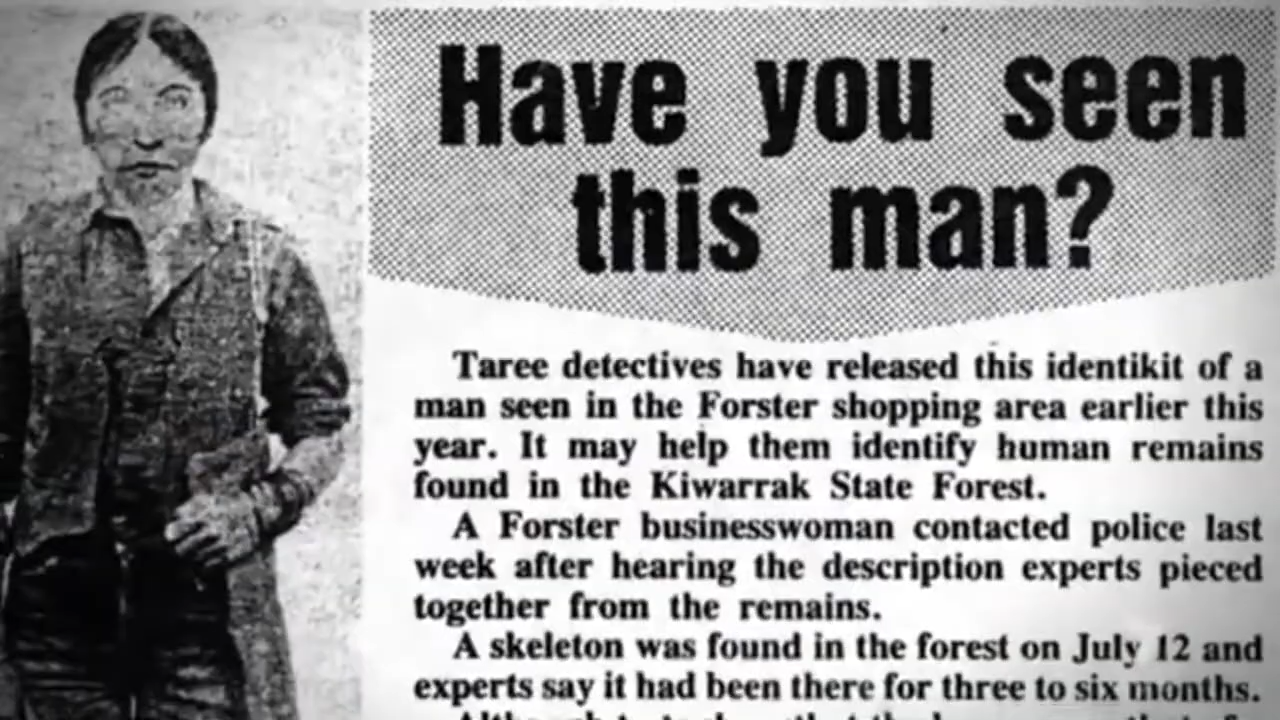 Have you seen
this man?
Taree detectives have released this identikit of a
man seen in the Forster shopping area earlier this
year. It may help them identify human remains
found in the Kiwarrak State Forest.
A Forster businesswoman contacted police last
week after hearing the description experts pieced
together from the remains.
A skeleton was found in the forest on July 12 and
experts say it had been there for three to six months.